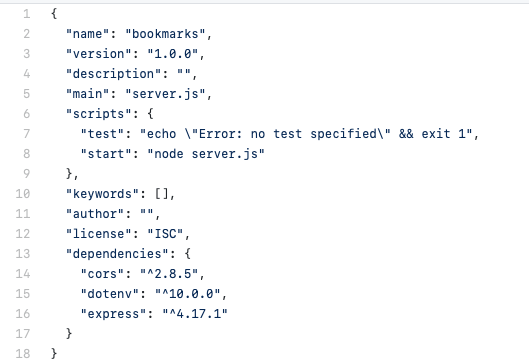 1 {
2   "name": "bookmarks",
3   "version": "1.0.0",
4   "description": "",
5   "main": "server.js",
6   "scripts": {
7     "test": "echo \"Error: no test specified\" && exit 1",
8     "start": "node server.js"
9   },
10   "keywords": [],
11   "author": "",
12   "license": "ISC",
13   "dependencies": {
14     "cors": "^2.8.5",
15     "dotenv": "^10.0.0",
16     "express": "^4.17.1"
17   }
18 }